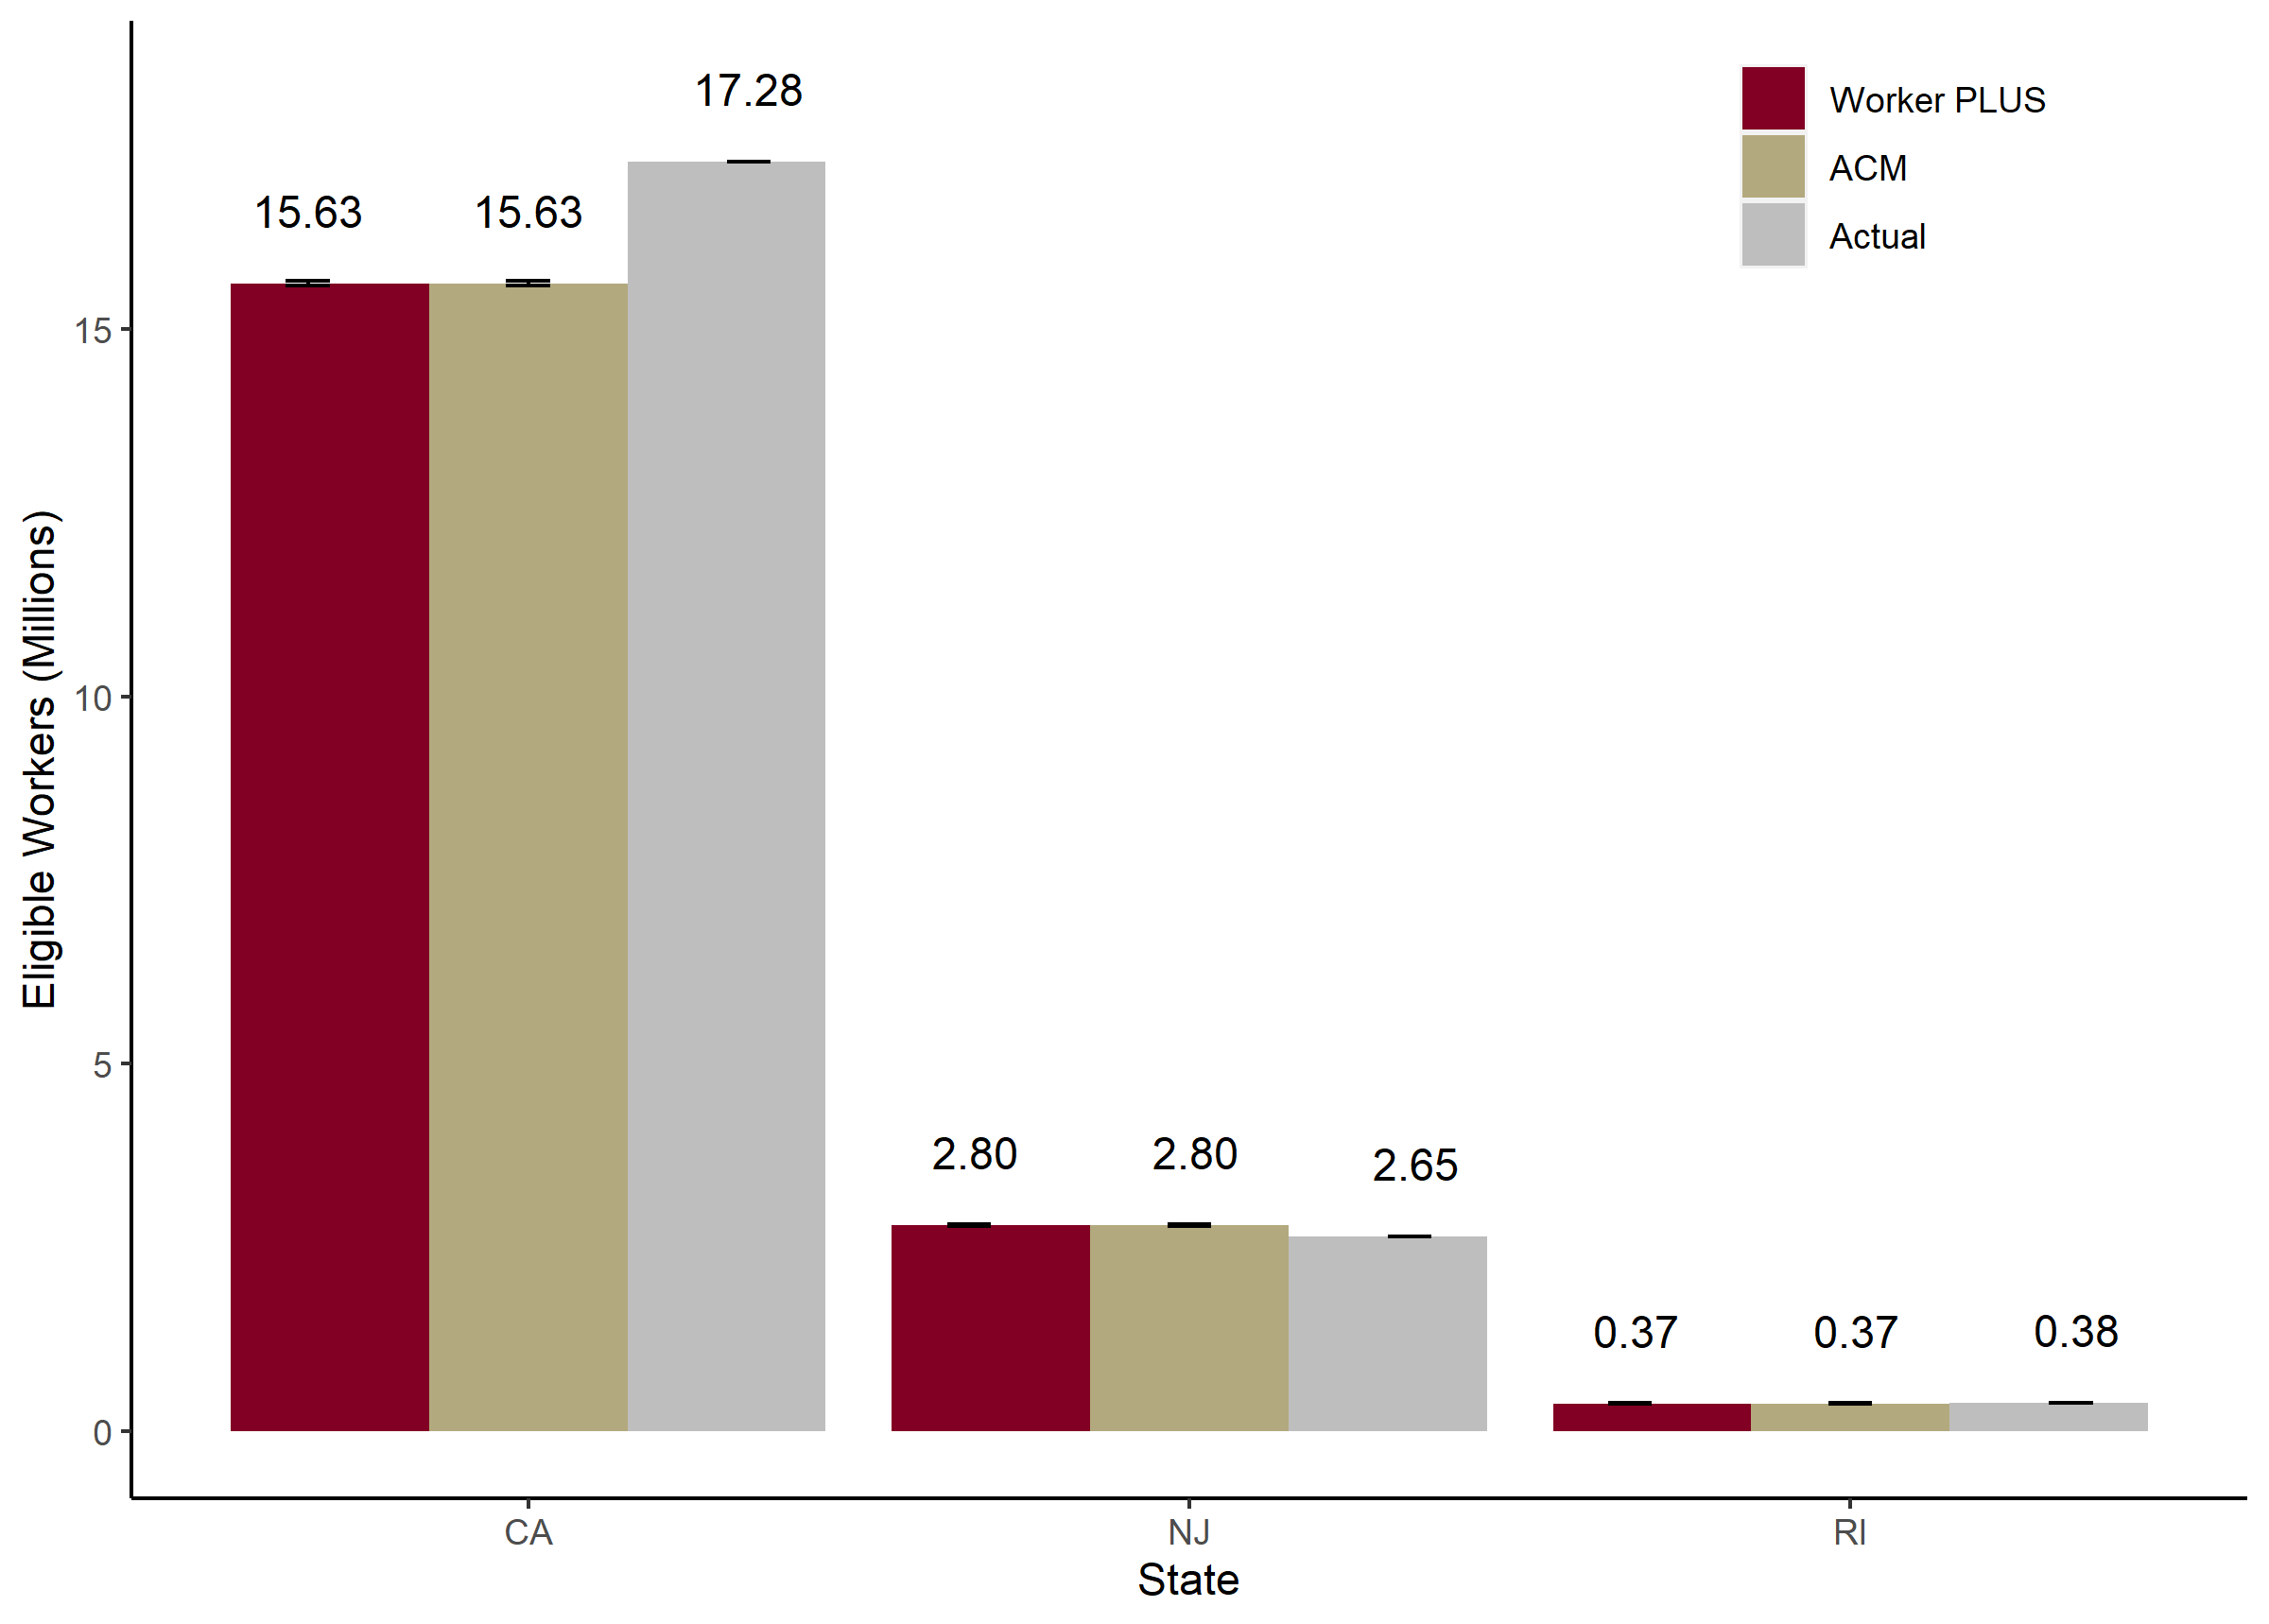 17.28
15.63
15.63
Worker PLUS
ACM
Actual
15
10
5
0
Eligible Workers (Millions)
2.80
2.80
2.65
0.37
0.37
0.38
CA
NJ
RI
State